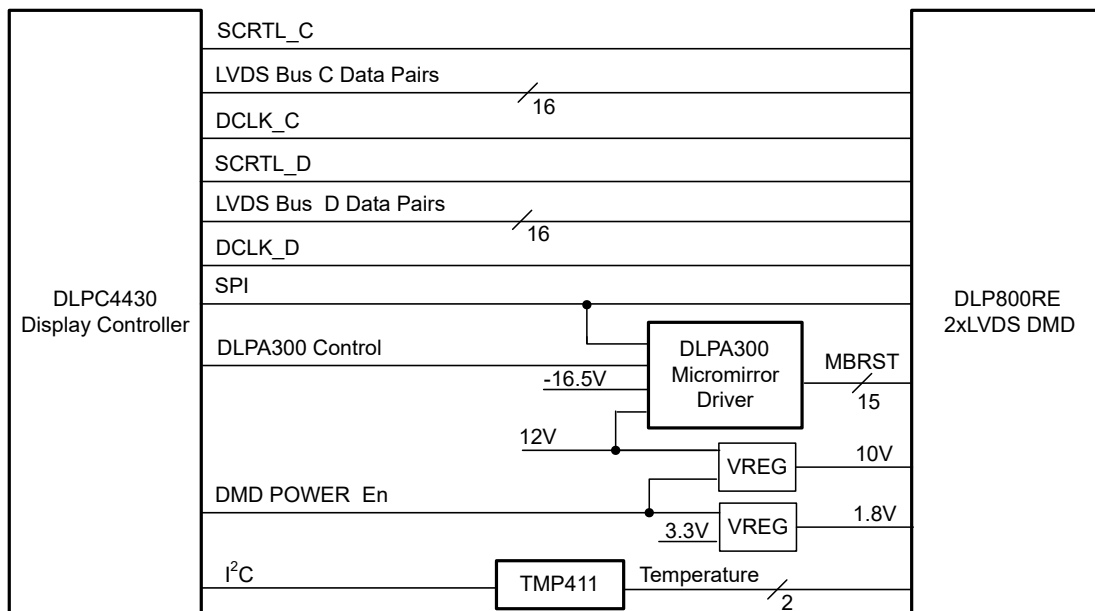 SCRTL_C
LVDS Bus C Data Pairs
16
DCLK_C
SCRTL_D
LVDS Bus  D Data Pairs
16
DCLK_D
SPI
DLPC4430
Display Controller
DLP800RE
2xLVDS DMD
DLPA300 Control
DLPA300
Micromirror
Driver
MBRST
15
-16.5V
12V
VREG
10V
DMD POWER  En
3.3V
VREG
1.8V
I²C
TMP411
Temperature
2